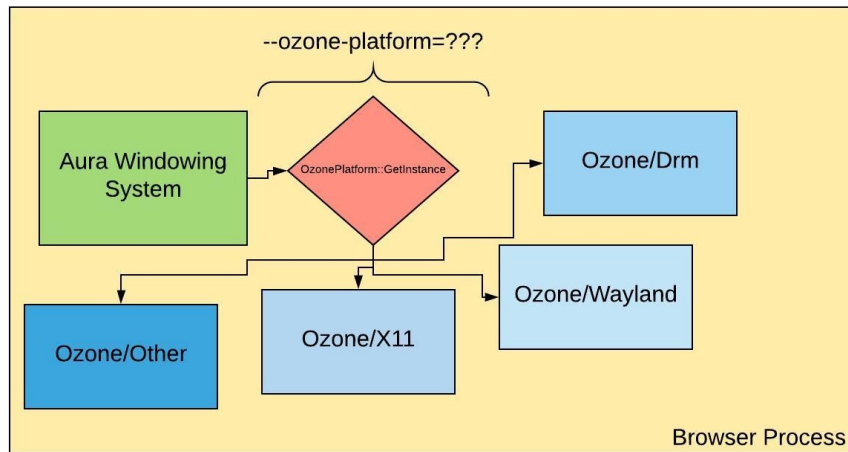 --ozone-platform=???
Aura Windowing
System
OzonePlatform::GetInstance
Ozone/Drm
Ozone/Wayland
Ozone/Other
Ozone/X11
Browser Process